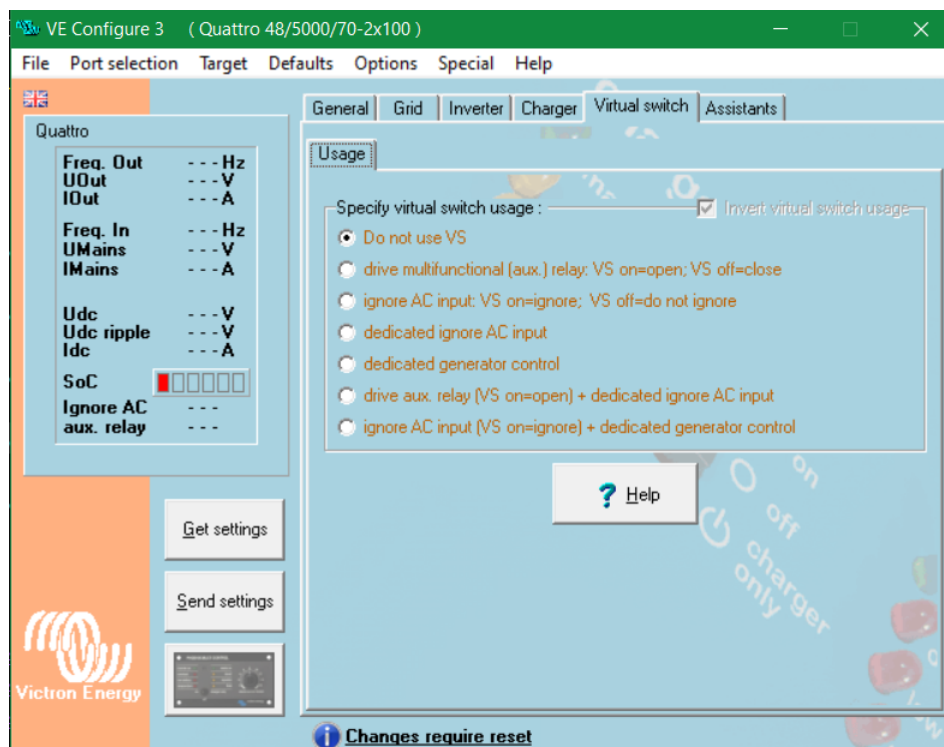 VE Configure 3 ( Quattro 48/5000/70-2x100 )
File Port selection Target Defaults Options Special Help
General Grid Inverter Charger Virtual switch Assistants
Quattro
Freq. Out - - - Hz
UOut - - - V
IOut - - - A
Freq. In - - - Hz
UMains - - - V
IMains - - - A
Udc - - - V
Udc ripple - - - V
Idc - - - A
SoC
Ignore AC - - -
aux. relay - - -
Usage
Specify virtual switch usage : Invert virtual switch usage
Do not use VS
drive multifunctional (aux.) relay: VS on=open; VS off=close
ignore AC input: VS on=ignore; VS off=do not ignore
dedicated ignore AC input
dedicated generator control
drive aux. relay (VS on=open) + dedicated ignore AC input
ignore AC input (VS on=ignore) + dedicated generator control
? Help
on
off
charger
only
Get settings
Send settings
Victron Energy
Changes require reset